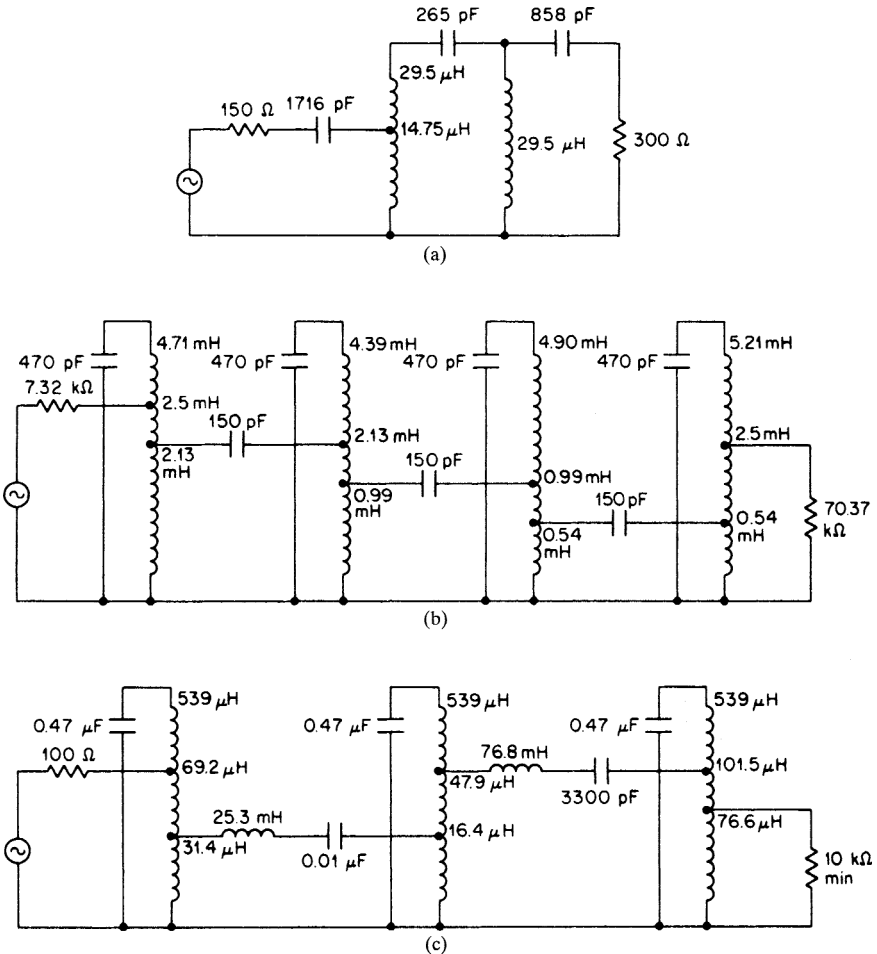 265 pF
858 pF
29.5 μH
150 Ω
1716 pF
14.75 μH
29.5 μH
300 Ω
(a)
470 pF
4.71 mH
470 pF
4.39 mH
470 pF
4.90 mH
470 pF
5.21 mH
7.32 kΩ
2.5 mH
150 pF
2.13 mH
2.13
mH
150 pF
0.99 mH
0.99
mH
150 pF
0.54
mH
2.5 mH
0.54
mH
70.37
kΩ
(b)
0.47 μF
539 μH
0.47 μF
539 μH
0.47 μF
539 μH
100 Ω
69.2 μH
76.8 mH
47.9 μH
3300 pF
101.5 μH
25.3 mH
31.4 μH
0.01 μF
16.4 μH
76.6 μH
10 kΩ
min
(c)